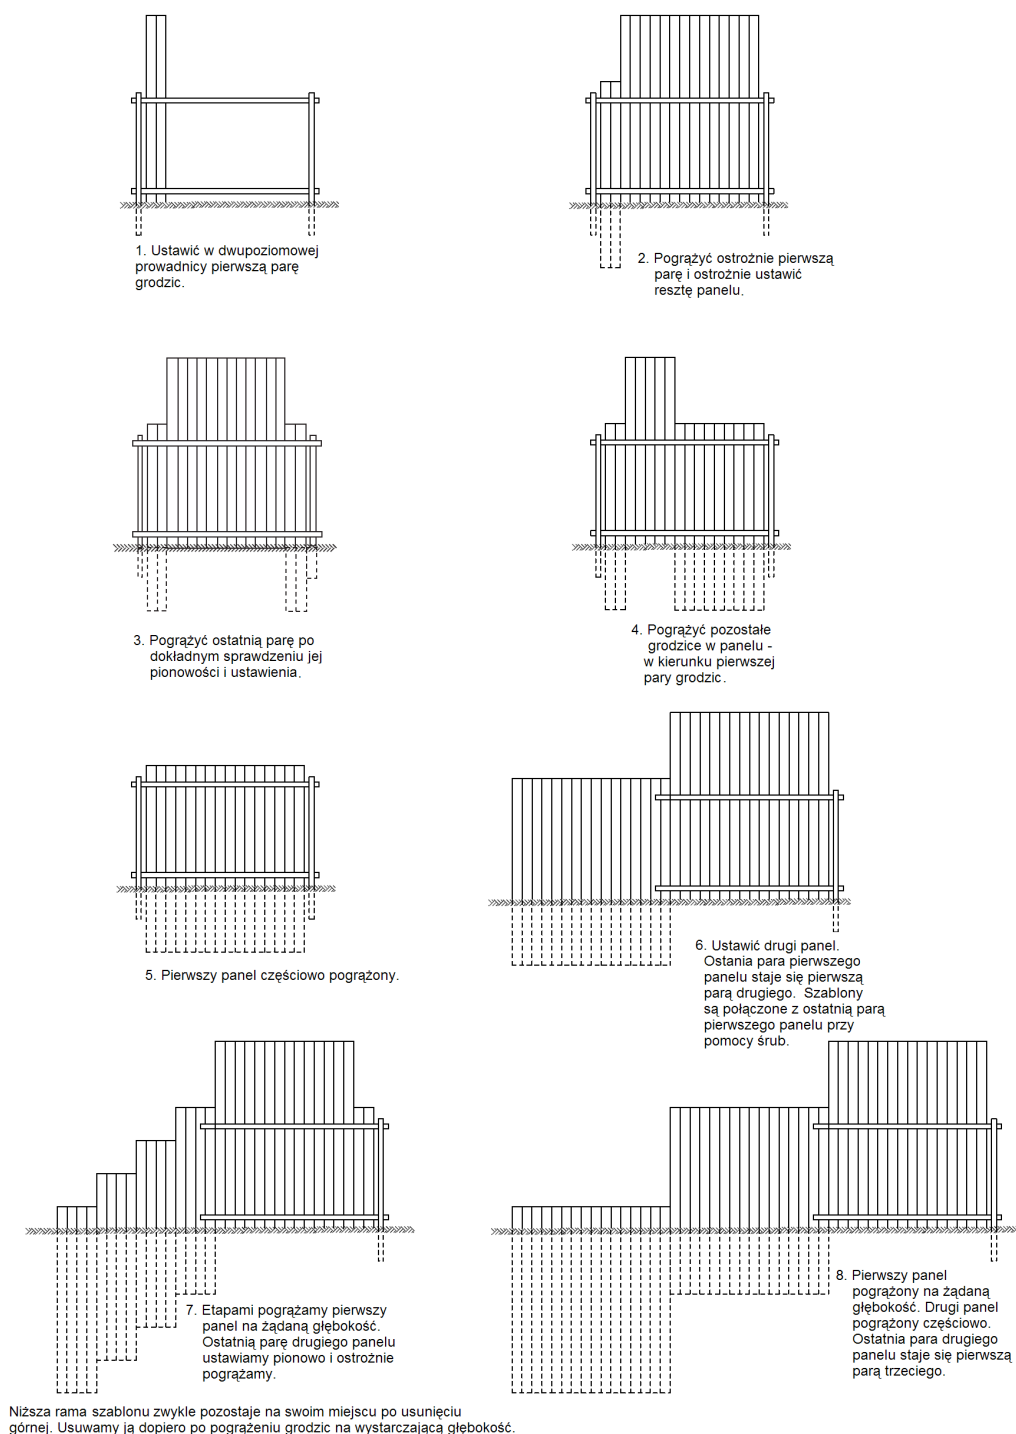 1. Ustawić w dwupoziomowej
prowadnicy pierwszą parę
grodzic.
2. Pogrążyć ostrożnie pierwszą
parę i ostrożnie ustawić
resztę panelu.
3. Pogrążyć ostatnią parę po
dokładnym sprawdzeniu jej
pionowości i ustawienia.
4. Pogrążyć pozostałe
grodzice w panelu -
w kierunku pierwszej
pary grodzic.
5. Pierwszy panel częściowo pogrążony.
6. Ustawić drugi panel.
Ostania para pierwszego
panelu staje się pierwszą
parą drugiego. Szablony
są połączone z ostatnią parą
pierwszego panelu przy
pomocy śrub.
7. Etapami pogrążamy pierwszy
panel na żądaną głębokość.
Ostatnią parę drugiego panelu
ustawiamy pionowo i ostrożnie
pogrążamy.
8. Pierwszy panel
pogrążony na żądaną
głębokość. Drugi panel
pogrążony częściowo.
Ostatnia para drugiego
panelu staje się pierwszą
parą trzeciego.
Niższa rama szablonu zwykle pozostaje na swoim miejscu po usunięciu
górnej. Usuwamy ją dopiero po pogrążeniu grodzic na wystarczającą głębokość.